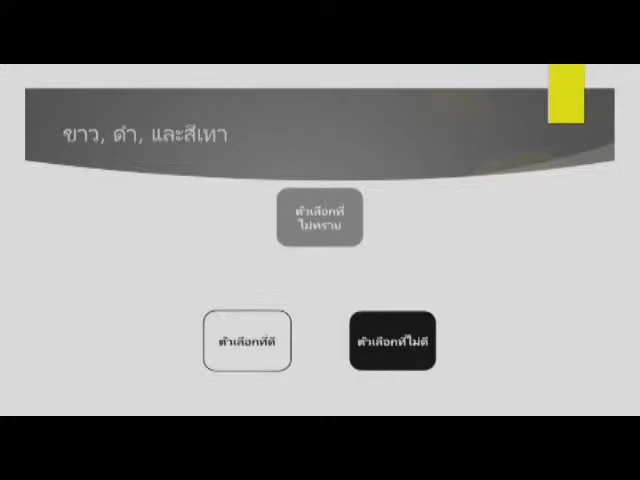 ขาว, ดำ, และสีเทา
ตัวเลือกที่
ไม่ทราบ
ตัวเลือกที่ดี
ตัวเลือกที่ไม่ดี